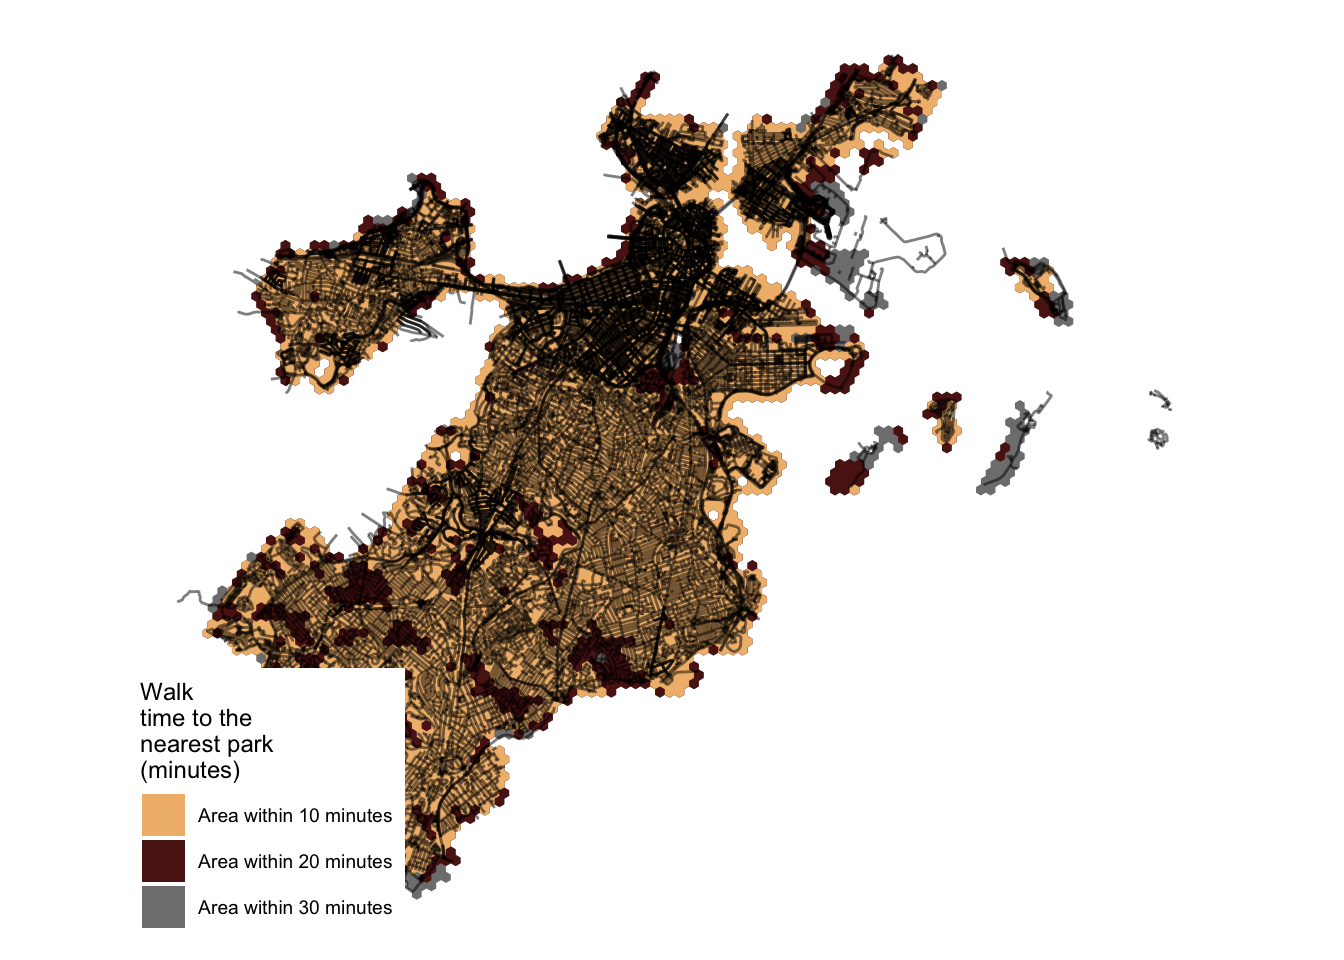 Walk
time to the
nearest park
(minutes)
Area within 10 minutes
Area within 20 minutes
Area within 30 minutes